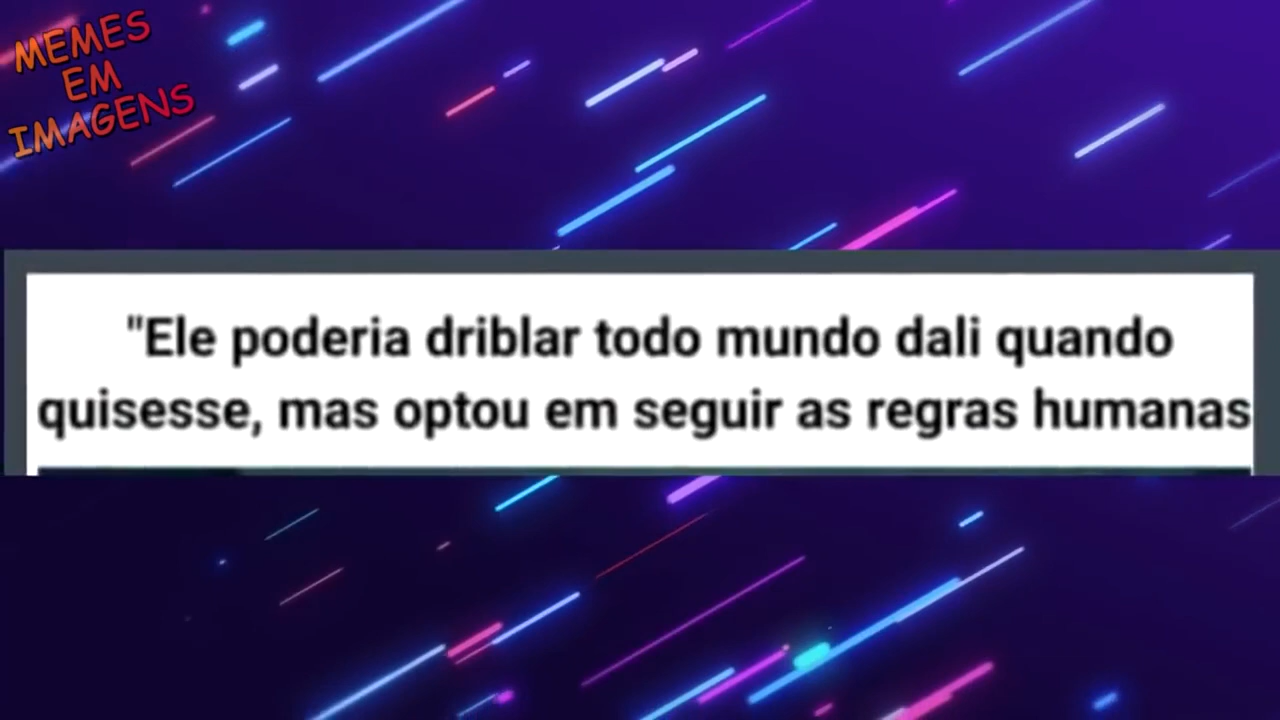 MEMES
EM
IMAGENS
"Ele poderia driblar todo mundo dali quando
quisesse, mas optou em seguir as regras humanas